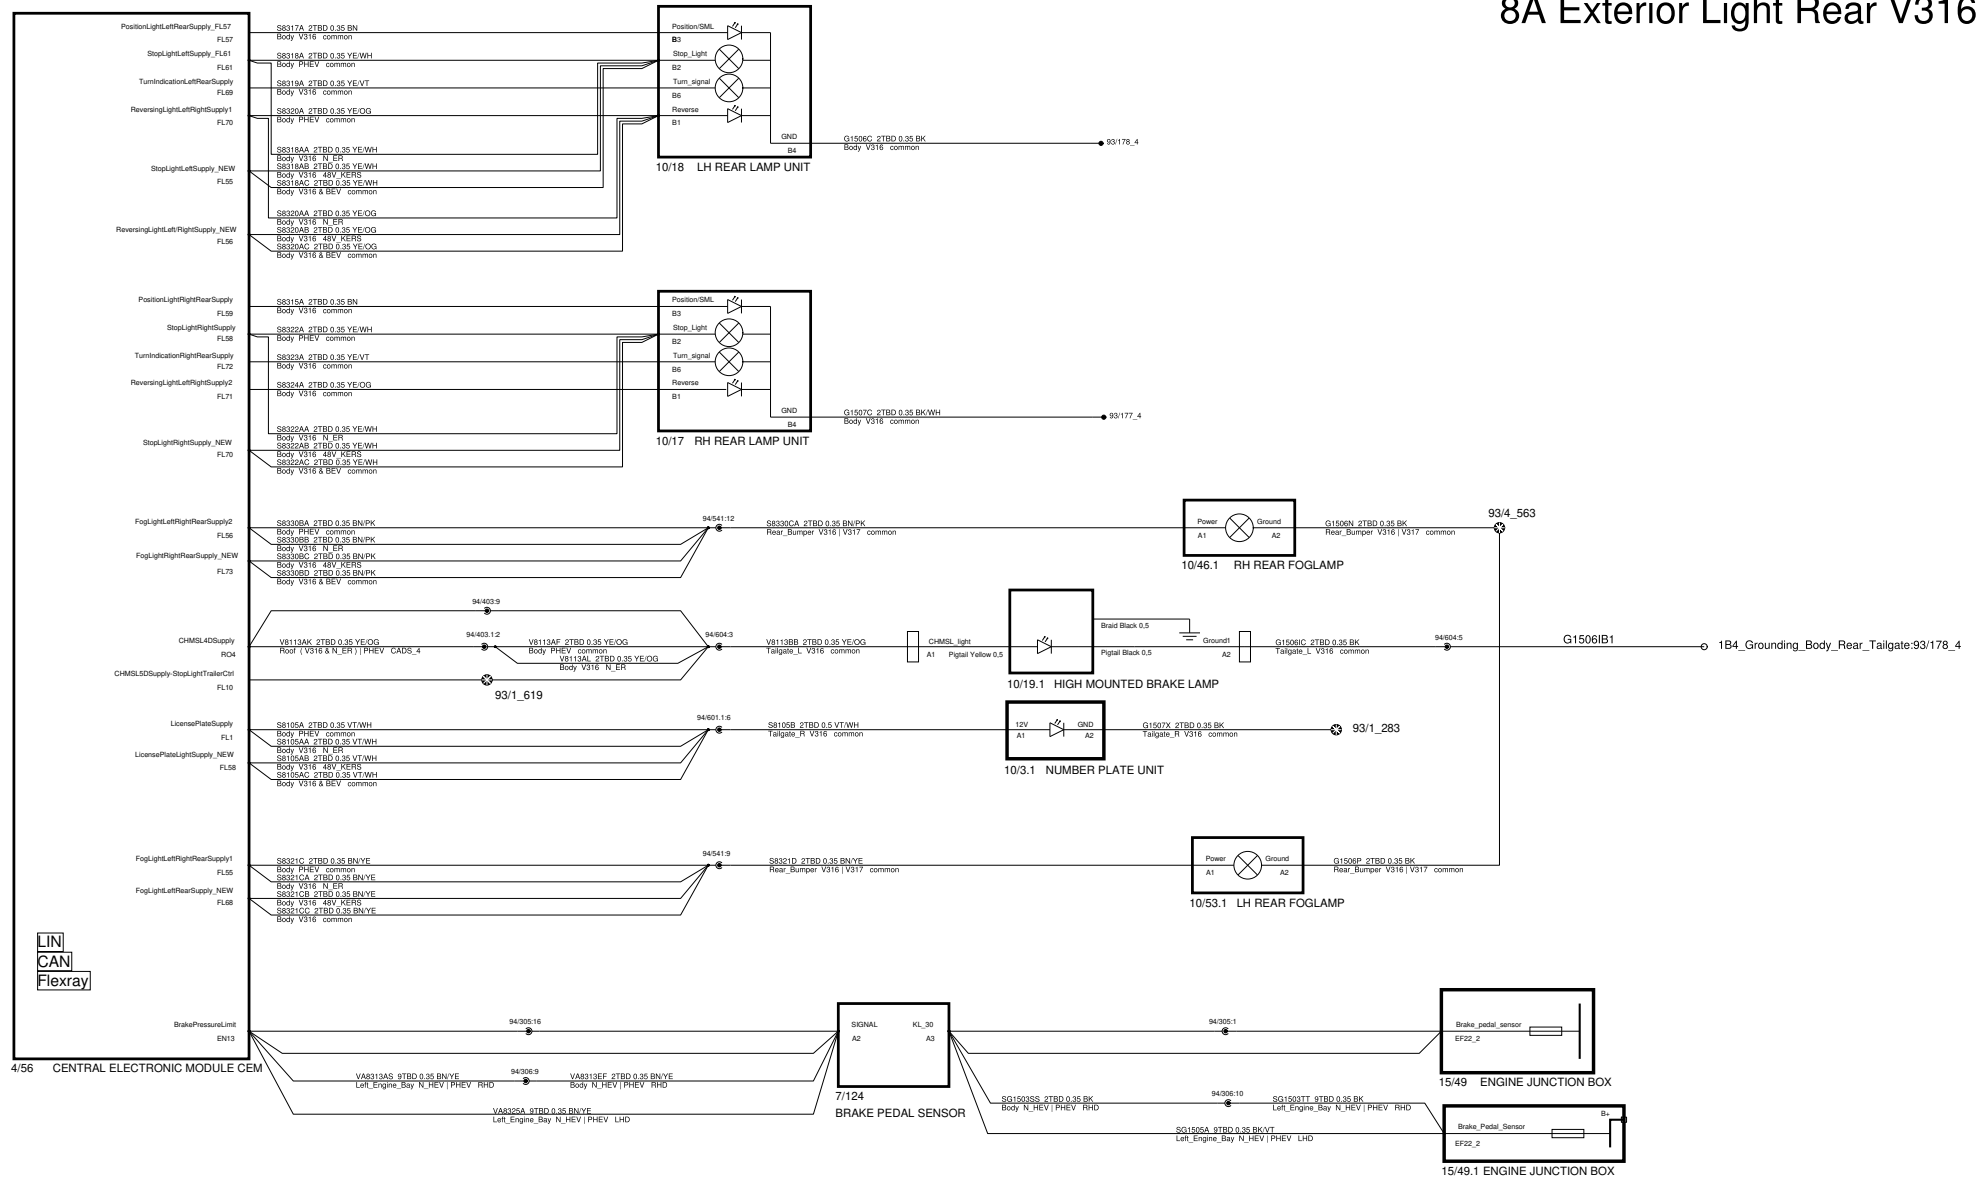 8A Exterior Light Rear V316
PositionLightLeftRearSupply_FL57
FL57
StopLightLeftSupply_FL61
FL61
TurnIndicationLeftRearSupply
FL69
ReversingLightLeftRightSupply1
FL70
StopLightLeftSupply_NEW
FL55
ReversingLightLeft/RightSupply_NEW
FL56
S8317A 2TBD 0.35 BN
Body V316 common
S8318A 2TBD 0.35 YE/WH
Body PHEV common
S8319A 2TBD 0.35 YE/VT
Body V316 common
S8320A 2TBD 0.35 YE/OG
Body PHEV common
S8318AA 2TBD 0.35 YE/WH
Body V316 N_ER
S8318AB 2TBD 0.35 YE/WH
Body V316 48V_KERS
S8318AC 2TBD 0.35 YE/WH
Body V316 & BEV common
S8320AA 2TBD 0.35 YE/OG
Body V316 N_ER
S8320AB 2TBD 0.35 YE/OG
Body V316 48V_KERS
S8320AC 2TBD 0.35 YE/OG
Body V316 & BEV common
Position/SML
B3
Stop_Light
B2
Turn_signal
B6
Reverse
B1
GND
B4
10/18 LH REAR LAMP UNIT
G1506C 2TBD 0.35 BK
Body V316 common
93/178_4
PositionLightRightRearSupply
FL59
StopLightRightSupply
FL58
TurnIndicationRightRearSupply
FL72
ReversingLightLeftRightSupply2
FL71
StopLightRightSupply_NEW
FL70
S8315A 2TBD 0.35 BN
Body V316 common
S8322A 2TBD 0.35 YE/WH
Body PHEV common
S8323A 2TBD 0.35 YE/VT
Body V316 common
S8324A 2TBD 0.35 YE/OG
Body V316 common
S8322AA 2TBD 0.35 YE/WH
Body V316 N_ER
S8322AB 2TBD 0.35 YE/WH
Body V316 48V_KERS
S8322AC 2TBD 0.35 YE/WH
Body V316 & BEV common
Position/SML
B3
Stop_Light
B2
Turn_signal
B6
Reverse
B1
GND
B4
10/17 RH REAR LAMP UNIT
G1507C 2TBD 0.35 BK/WH
Body V316 common
93/177_4
FogLightLeftRightRearSupply2
FL56
FogLightRightRearSupply_NEW
FL73
S8330BA 2TBD 0.35 BN/PK
Body PHEV common
S8330BB 2TBD 0.35 BN/PK
Body V316 N_ER
S8330BC 2TBD 0.35 BN/PK
Body V316 48V_KERS
S8330BD 2TBD 0.35 BN/PK
Body V316 & BEV common
94/541:12
S8330CA 2TBD 0.35 BN/PK
Rear_Bumper V316 | V317 common
Power
A1
Ground
A2
10/46.1 RH REAR FOGLAMP
G1506N 2TBD 0.35 BK
Rear_Bumper V316 | V317 common
93/4_563
CHMSL4DSupply
RO4
CHMSL5DSupply-StopLightTrailerCtrl
FL10
94/403:9
V8113AK 2TBD 0.35 YE/OG
Roof ( V316 & N_ER ) | PHEV CADS_4
94/403.1:2
V8113AF 2TBD 0.35 YE/OG
Body PHEV common
V8113AL 2TBD 0.35 YE/OG
Body V316 N_ER
93/1_619
94/604:3
V8113BB 2TBD 0.35 YE/OG
Tailgate_L V316 common
CHMSL_light
A1
Pigtail Yellow 0,5
Braid Black 0,5
Pigtail Black 0,5
Ground1
A2
10/19.1 HIGH MOUNTED BRAKE LAMP
G1506IC 2TBD 0.35 BK
Tailgate_L V316 common
94/604:5
G1506IB1
1B4_Grounding_Body_Rear_Tailgate:93/178_4
LicensePlateSupply
FL1
LicensePlateLightSupply_NEW
FL58
S8105A 2TBD 0.35 VT/WH
Body PHEV common
S8105AA 2TBD 0.35 VT/WH
Body V316 N_ER
S8105AB 2TBD 0.35 VT/WH
Body V316 48V_KERS
S8105AC 2TBD 0.35 VT/WH
Body V316 & BEV common
94/601.1:6
S8105B 2TBD 0.5 VT/WH
Tailgate_R V316 common
12V
A1
GND
A2
10/3.1 NUMBER PLATE UNIT
G1507X 2TBD 0.35 BK
Tailgate_R V316 common
93/1_283
FogLightLeftRightRearSupply1
FL55
FogLightLeftRearSupply_NEW
FL68
S8321C 2TBD 0.35 BN/YE
Body PHEV common
S8321CA 2TBD 0.35 BN/YE
Body V316 N_ER
S8321CB 2TBD 0.35 BN/YE
Body V316 48V_KERS
S8321CC 2TBD 0.35 BN/YE
Body V316 common
94/541:9
S8321D 2TBD 0.35 BN/YE
Rear_Bumper V316 | V317 common
Power
A1
Ground
A2
10/53.1 LH REAR FOGLAMP
G1506P 2TBD 0.35 BK
Rear_Bumper V316 | V317 common
LIN
CAN
Flexray
BrakePressureLimit
EN13
4/56 CENTRAL ELECTRONIC MODULE CEM
94/305:16
VA8313AS 9TBD 0.35 BN/YE
Left_Engine_Bay N_HEV | PHEV RHD
94/306:9
VA8313EF 2TBD 0.35 BN/YE
Body N_HEV | PHEV RHD
VA8325A 9TBD 0.35 BN/YE
Left_Engine_Bay N_HEV | PHEV LHD
SIGNAL
A2
KL_30
A3
7/124
BRAKE PEDAL SENSOR
94/305:1
SG1503SS 2TBD 0.35 BK
Body N_HEV | PHEV RHD
94/306:10
SG1503TT 9TBD 0.35 BK
Left_Engine_Bay N_HEV | PHEV RHD
SG1505A 9TBD 0.35 BK/VT
Left_Engine_Bay N_HEV | PHEV LHD
Brake_pedal_sensor
EF22_2
15/49 ENGINE JUNCTION BOX
B+
Brake_Pedal_Sensor
EF22_2
15/49.1 ENGINE JUNCTION BOX